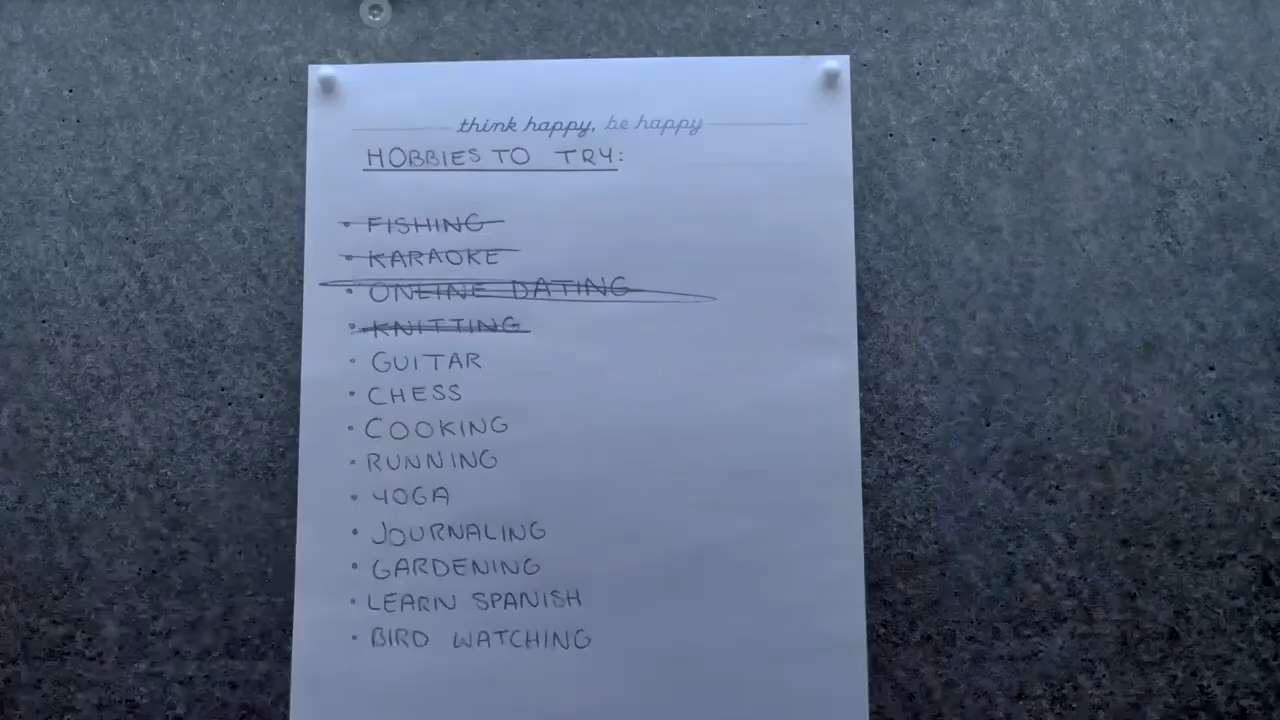 think happy, be happy
HOBBIES TO TRY:
• FISHING
• KARAOKE
• ONLINE DATING
• KNITTING
• GUITAR
• CHESS
• COOKING
• RUNNING
• YOGA
• JOURNALING
• GARDENING
• LEARN SPANISH
• BIRD WATCHING